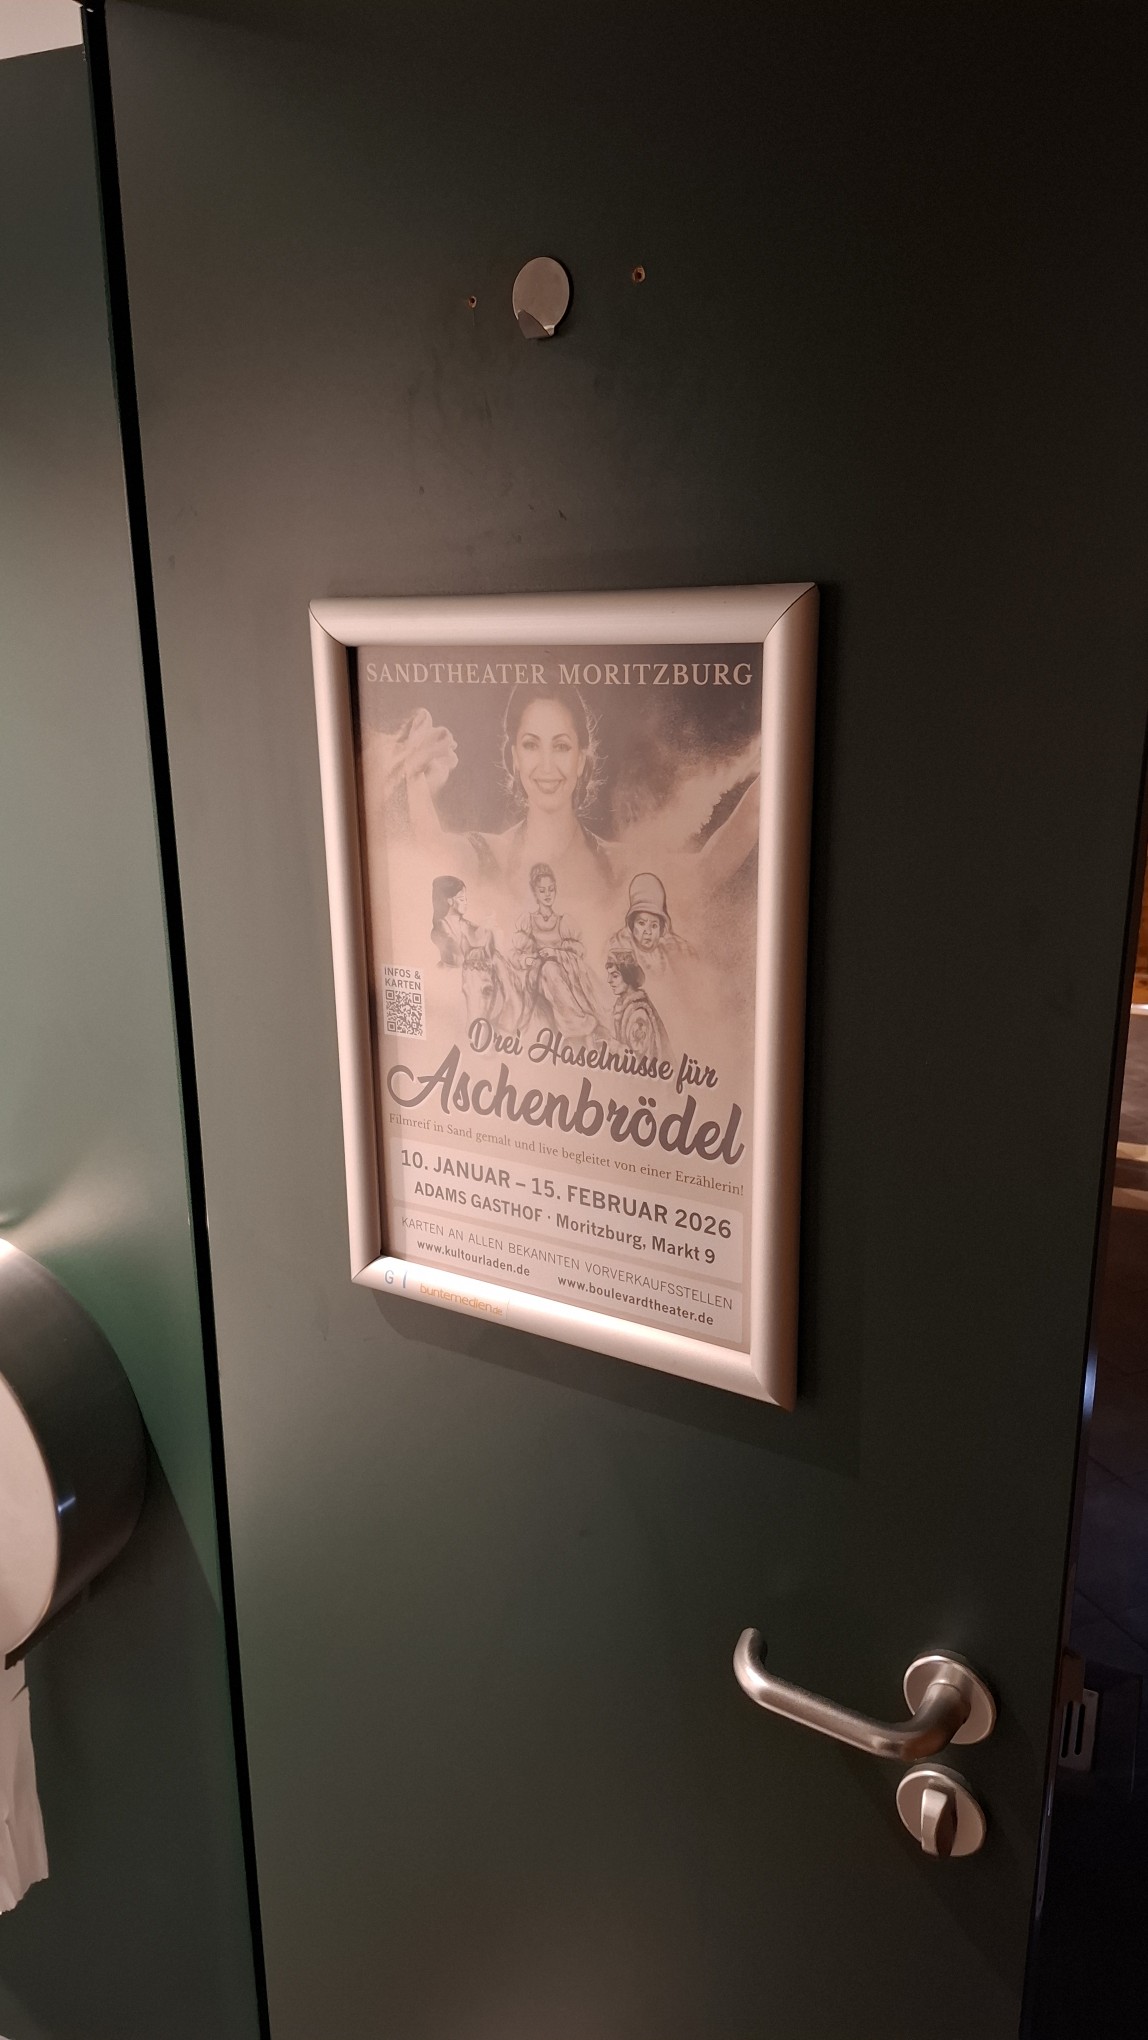 SANDTHEATER MORITZBURG
INFOS &
KARTEN
Drei Haselnüsse für
Aschenbrödel
Filmreif in Sand gemalt und live begleitet von einer Erzählerin!
10. JANUAR – 15. FEBRUAR 2026
ADAMS GASTHOF · Moritzburg, Markt 9
KARTEN AN ALLEN BEKANNTEN VORVERKAUFSSTELLEN
www.kultourladen.de www.boulevardtheater.de
G buntemedien.de